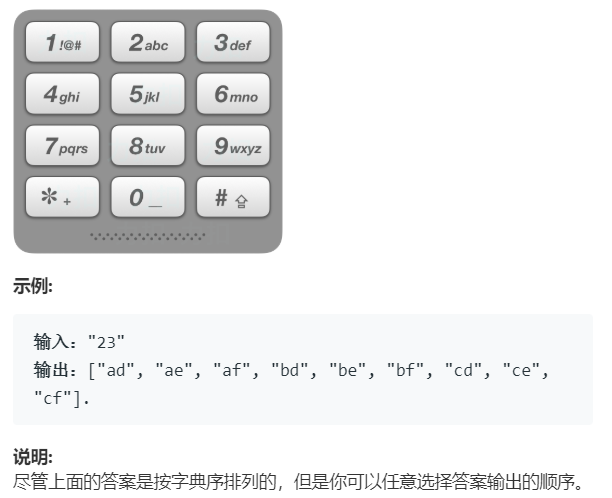 1 !@# 2 abc 3 def
4 ghi 5 jkl 6 mno
7 pqrs 8 tuv 9 wxyz
* + 0 _ # ⇪
示例:
输入："23"
输出：["ad", "ae", "af", "bd", "be", "bf", "cd", "ce",
"cf"].
说明:
尽管上面的答案是按字典序排列的，但是你可以任意选择答案输出的顺序。